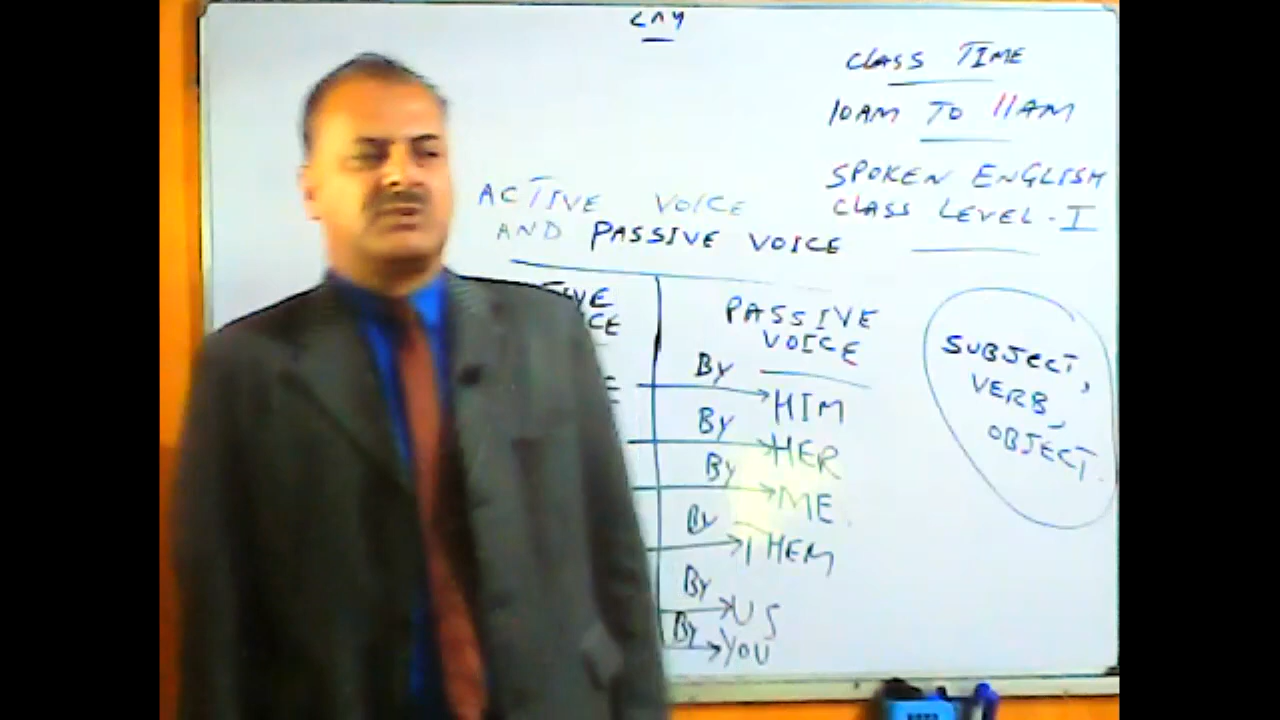 CLASS TIME
10AM TO 11AM
SPOKEN ENGLISH
CLASS LEVEL - I
ACTIVE VOICE
AND PASSIVE VOICE
PASSIVE
VOICE
By HIM
By HER
By ME
By THEM
By US
By YOU
SUBJECT,
VERB,
OBJECT.